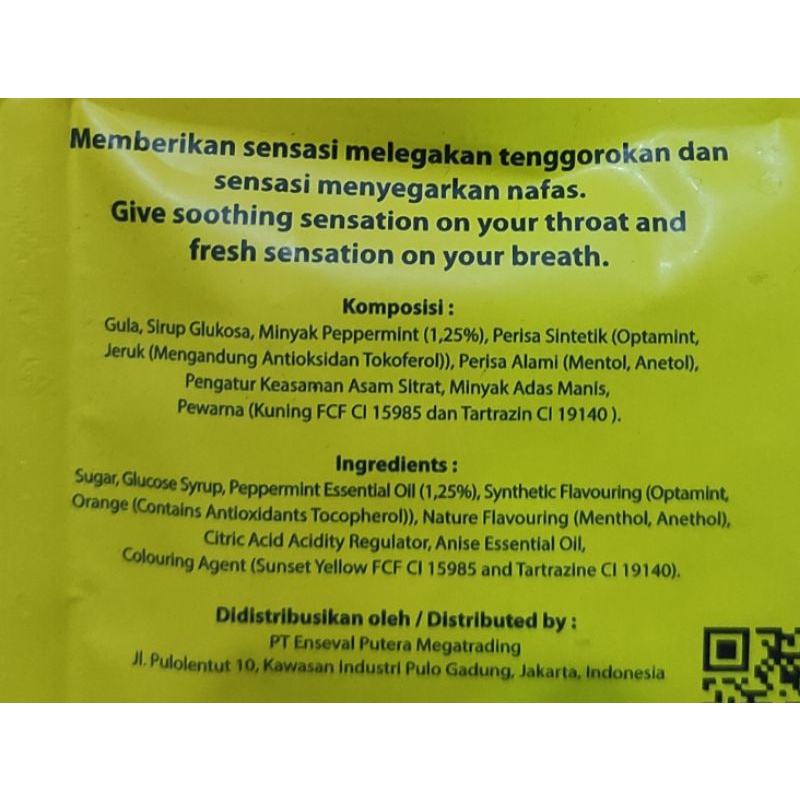 Memberikan sensasi melegakan tenggorokan dan
sensasi menyegarkan nafas.
Give soothing sensation on your throat and
fresh sensation on your breath.
Komposisi :
Gula, Sirup Glukosa, Minyak Peppermint (1,25%), Perisa Sintetik (Optamint,
Jeruk (Mengandung Antioksidan Tokoferol)), Perisa Alami (Mentol, Anetol),
Pengatur Keasaman Asam Sitrat, Minyak Adas Manis,
Pewarna (Kuning FCF CI 15985 dan Tartrazin CI 19140 ).
Ingredients :
Sugar, Glucose Syrup, Peppermint Essential Oil (1,25%), Synthetic Flavouring (Optamint,
Orange (Contains Antioxidants Tocopherol)), Nature Flavouring (Menthol, Anethol),
Citric Acid Acidity Regulator, Anise Essential Oil,
Colouring Agent (Sunset Yellow FCF CI 15985 and Tartrazine CI 19140).
Didistribusikan oleh / Distributed by :
PT Enseval Putera Megatrading
Jl. Pulolentut 10, Kawasan Industri Pulo Gadung, Jakarta, Indonesia